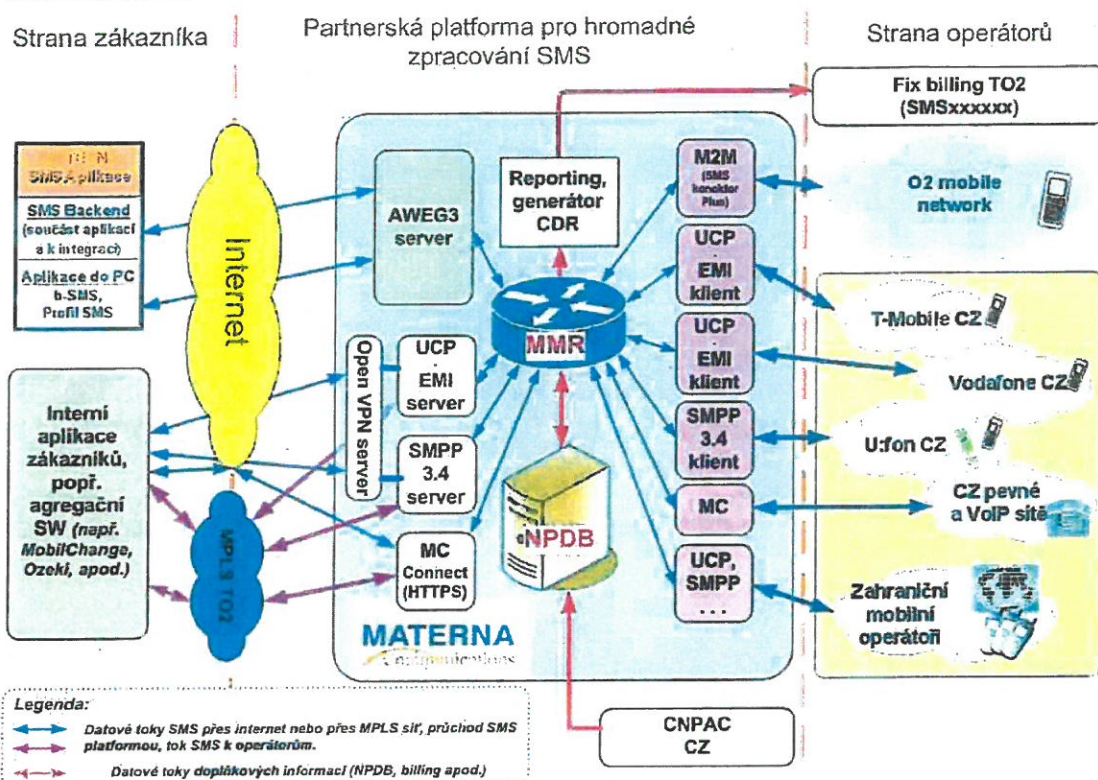 Strana zákazníka
Partnerská platforma pro hromadné
zpracování SMS
Strana operátorů
SMS Aplikace
SMS Backend
(součást aplikací
a k integraci)
Aplikace do PC
b-SMS,
Profil SMS
Internet
Interní
aplikace
zákazníků,
popř.
agregační
SW (např.
MobilChange,
Ozeki, apod.)
MPLS TO2
AWEG3
server
Reporting,
generátor
CDR
Open VPN server
UCP
-
EMI
server
SMPP
3.4
server
MC
Connect
(HTTPS)
MMR
NPDB
MATERNA
Communications
M2M
(SMS
konektor
Plus)
UCP
-
EMI
klient
UCP
-
EMI
klient
SMPP
3.4
klient
MC
UCP,
SMPP
...
Fix billing TO2
(SMSxxxxxx)
O2 mobile
network
T-Mobile CZ
Vodafone CZ
U:fon CZ
CZ pevné
a VoIP sítě
Zahraniční
mobilní
operátoři
CNPAC
CZ
Legenda:
Datové toky SMS přes internet nebo přes MPLS síť, průchod SMS
platformou, tok SMS k operátorům.
Datové toky doplňkových informací (NPDB, billing apod.)